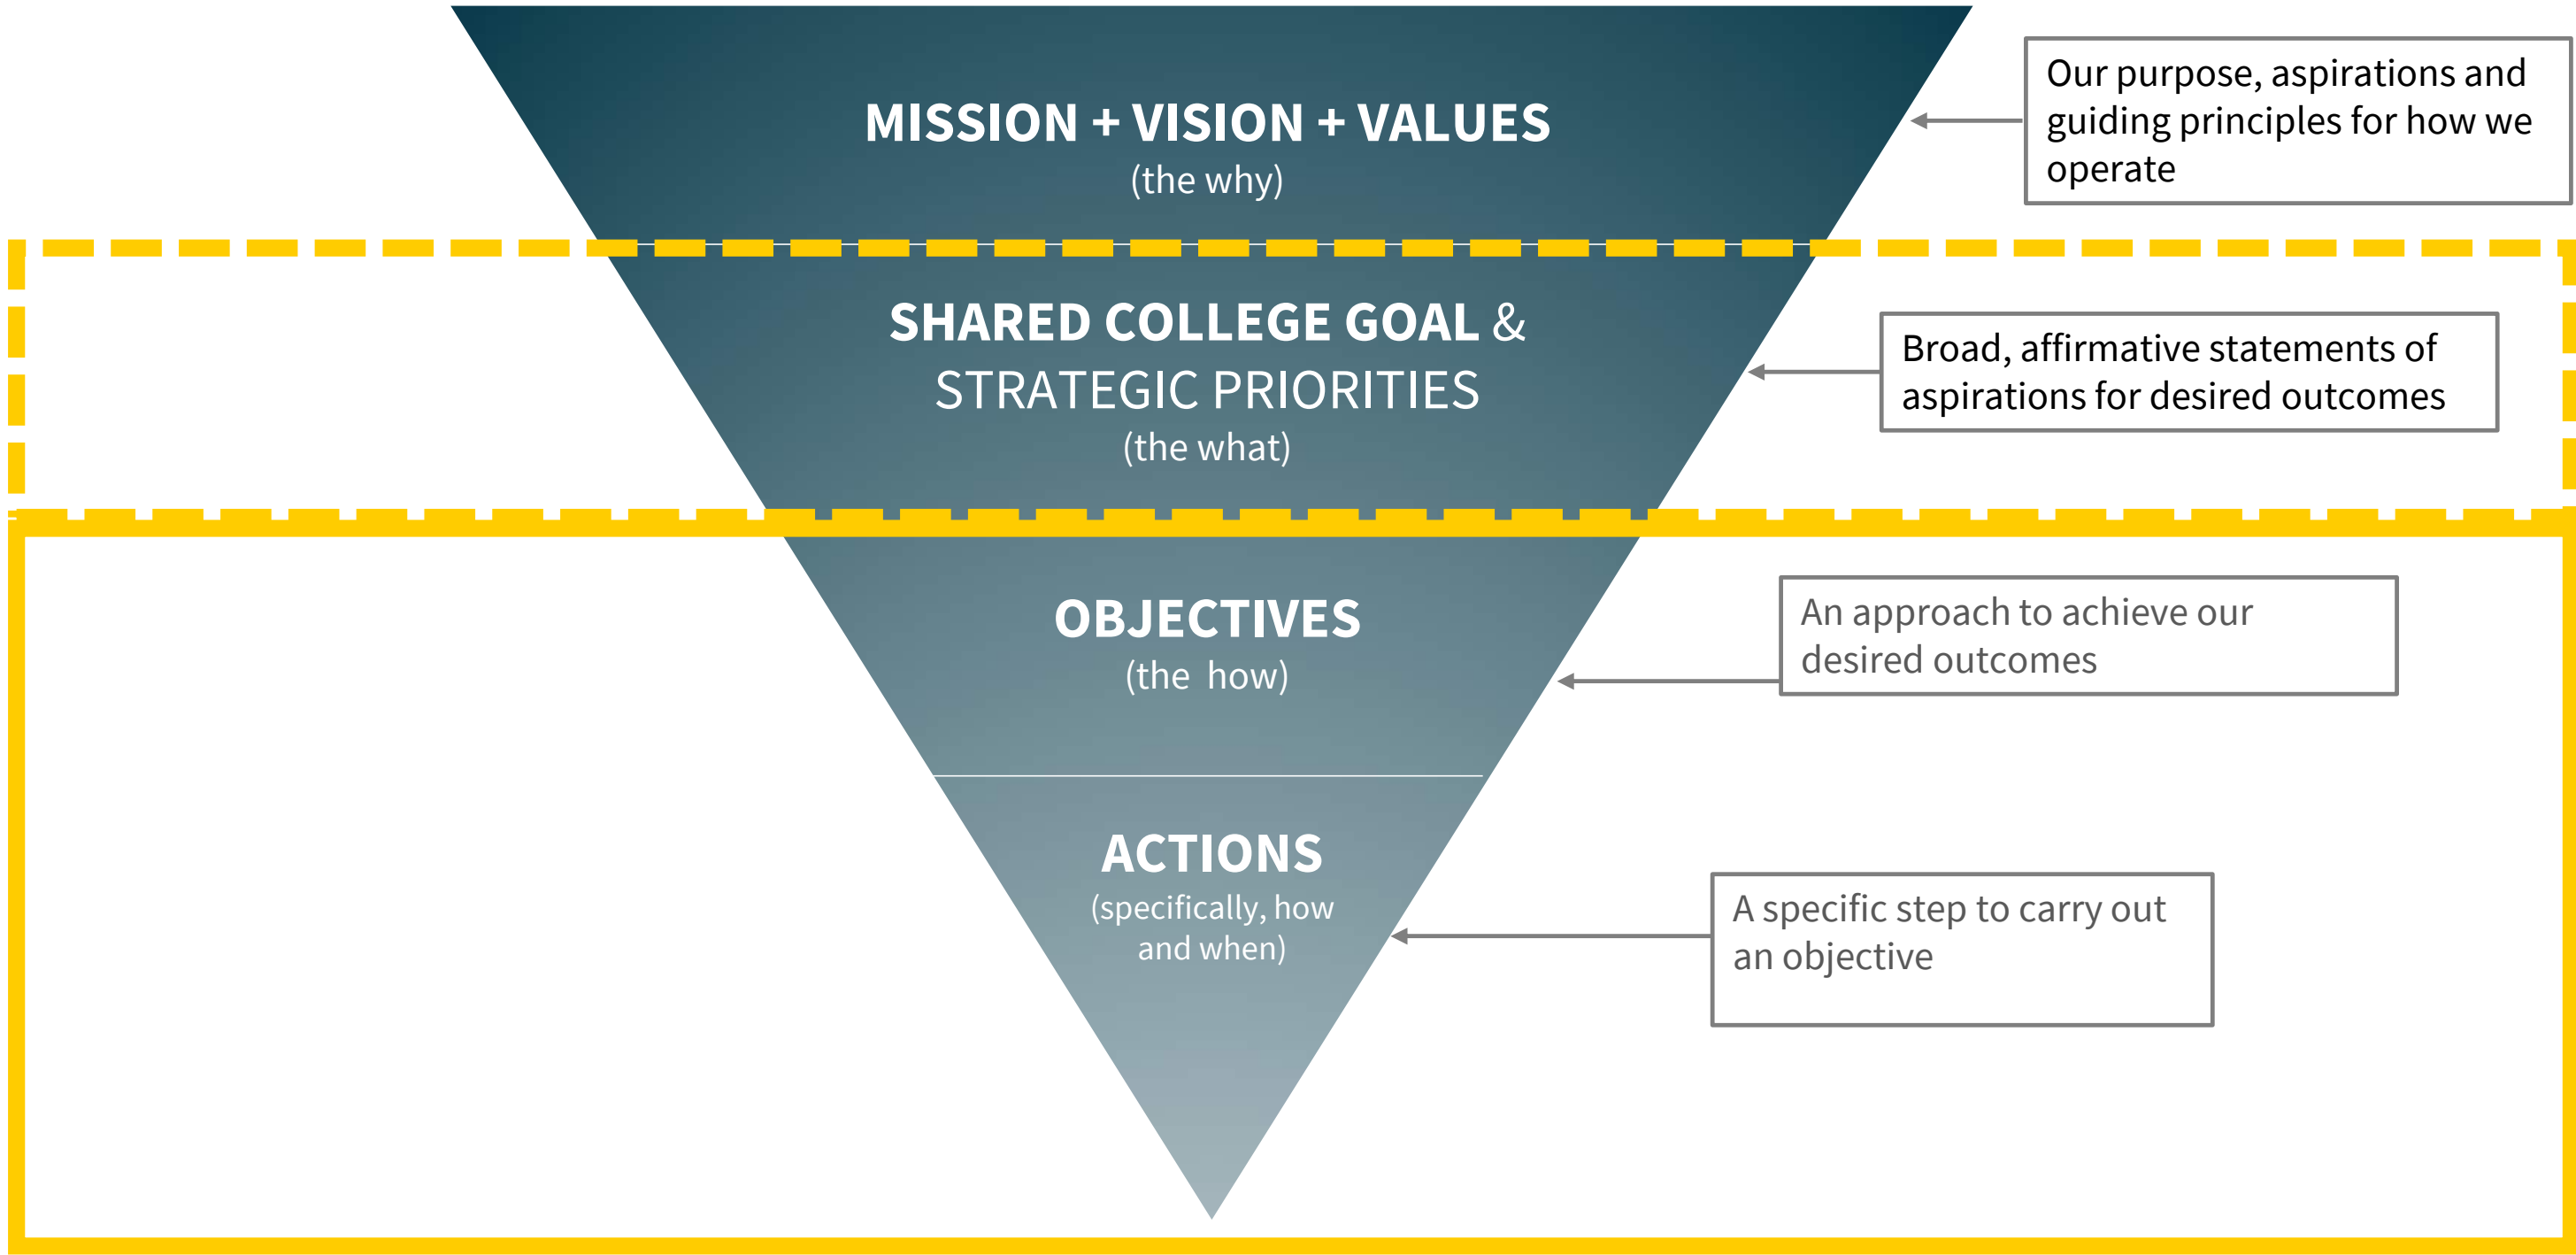 MISSION + VISION + VALUES
(the why)
Our purpose, aspirations and
guiding principles for how we
operate
SHARED COLLEGE GOAL &
STRATEGIC PRIORITIES
(the what)
Broad, affirmative statements of
aspirations for desired outcomes
OBJECTIVES
(the how)
An approach to achieve our
desired outcomes
ACTIONS
(specifically, how
and when)
A specific step to carry out
an objective